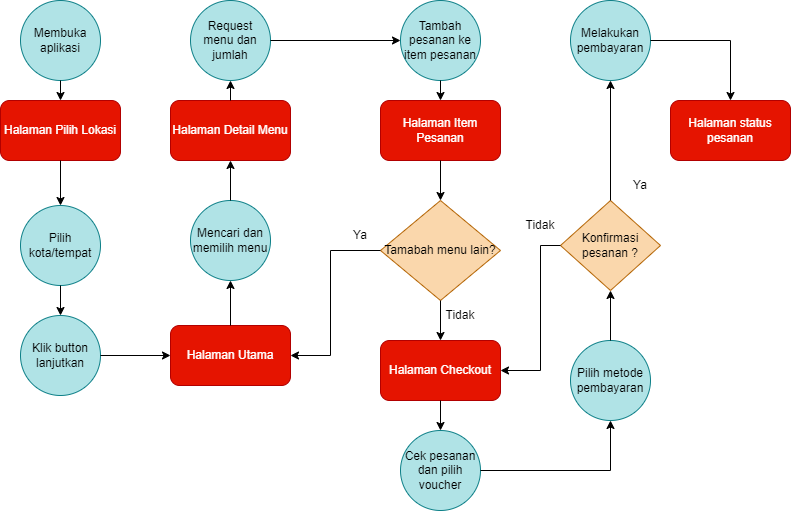 Membuka
aplikasi
Halaman Pilih Lokasi
Pilih
kota/tempat
Klik button
lanjutkan
Halaman Utama
Mencari dan
memilih menu
Halaman Detail Menu
Request
menu dan
jumlah
Tambah
pesanan ke
item pesanan
Halaman Item
Pesanan
Tamabah menu lain?
Ya
Tidak
Halaman Checkout
Cek pesanan
dan pilih
voucher
Pilih metode
pembayaran
Konfirmasi
pesanan ?
Tidak
Ya
Melakukan
pembayaran
Halaman status
pesanan